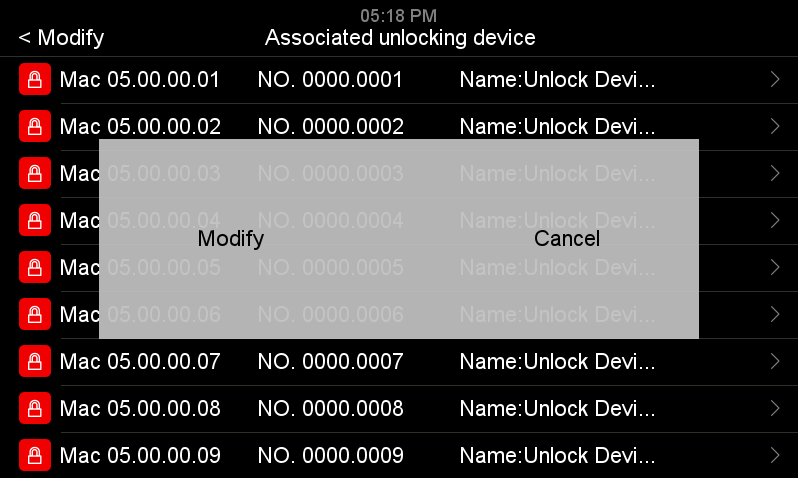 05:18 PM
< Modify Associated unlocking device
Mac 05.00.00.01 NO. 0000.0001 Name:Unlock Devi...
Mac 05.00.00.02 NO. 0000.0002 Name:Unlock Devi...
Mac 05.00.00.03 NO. 0000.0003 Name:Unlock Devi...
Mac 05.00.00.04 NO. 0000.0004 Name:Unlock Devi...
Modify Cancel
Mac 05.00.00.05 NO. 0000.0005 Name:Unlock Devi...
Mac 05.00.00.06 NO. 0000.0006 Name:Unlock Devi...
Mac 05.00.00.07 NO. 0000.0007 Name:Unlock Devi...
Mac 05.00.00.08 NO. 0000.0008 Name:Unlock Devi...
Mac 05.00.00.09 NO. 0000.0009 Name:Unlock Devi...